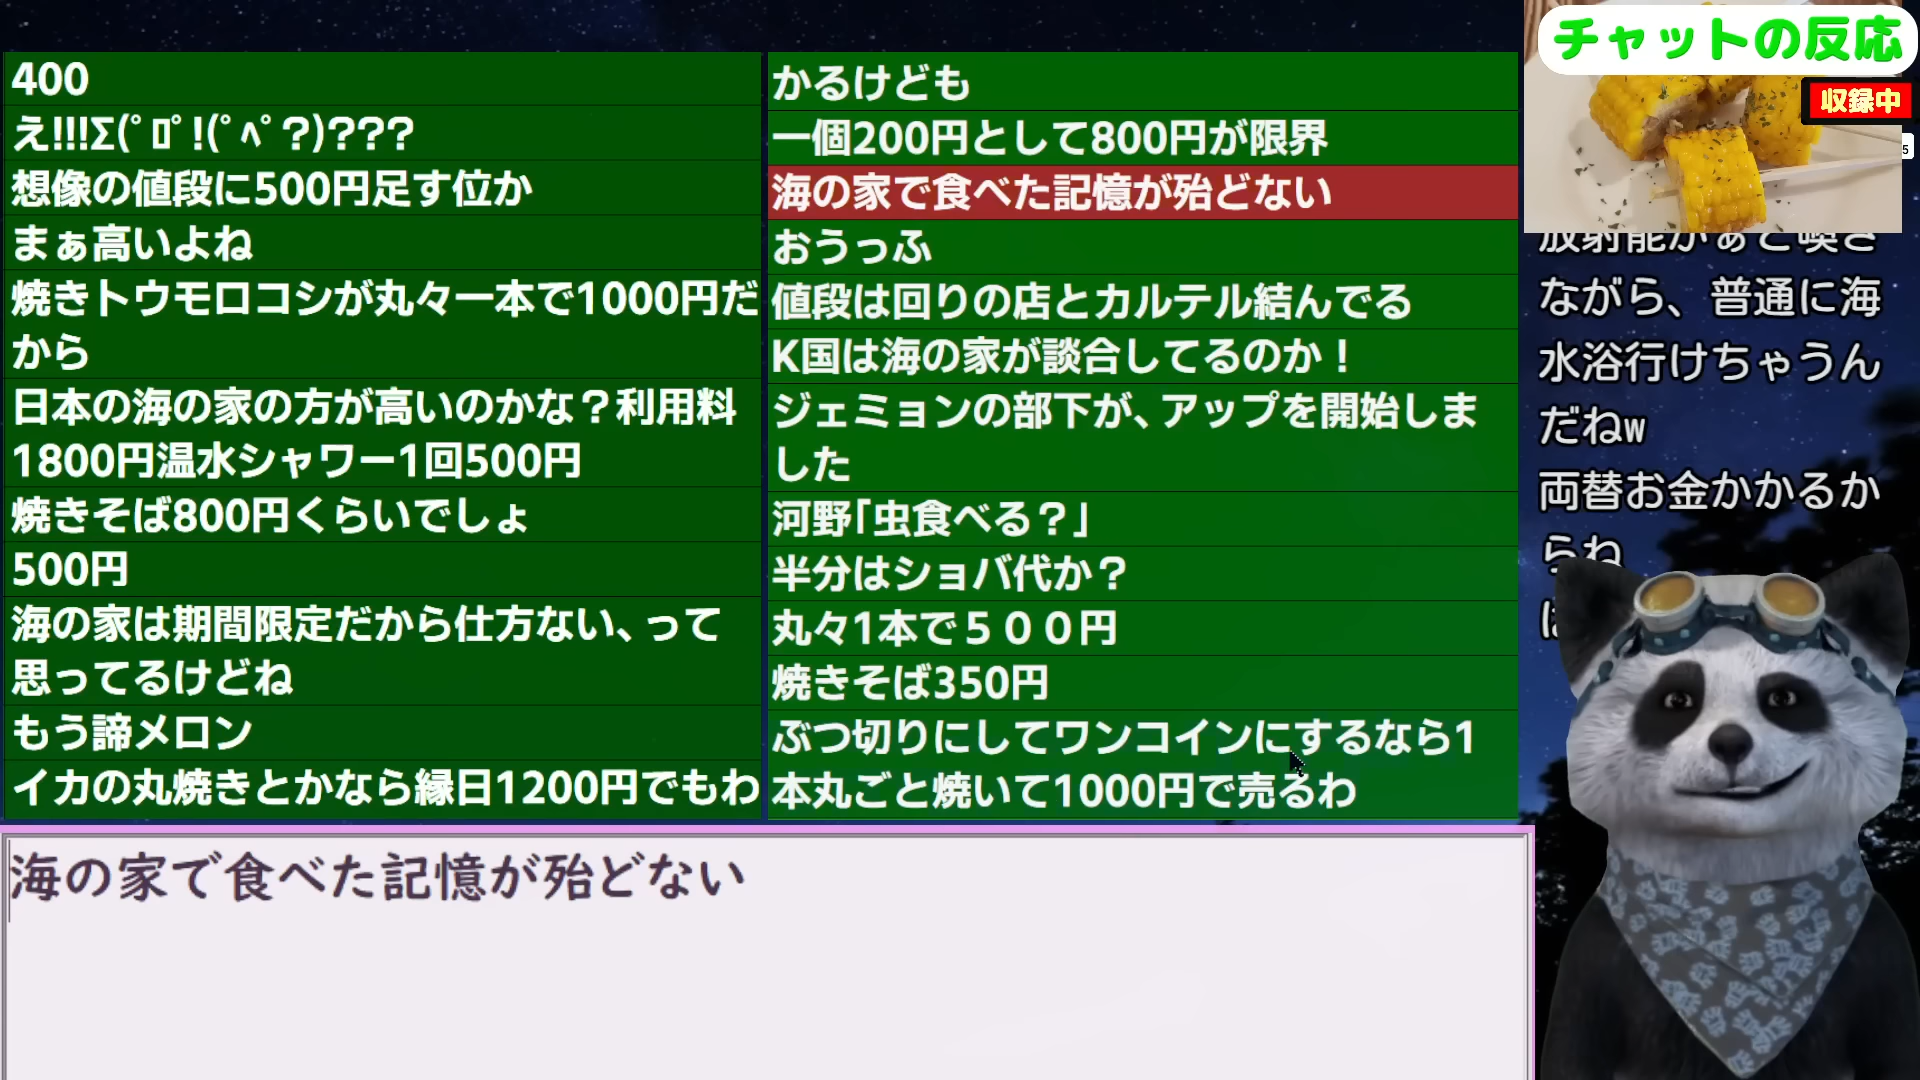 400
え!!!Σ(ﾟﾛﾟ!(ﾟﾍﾟ?)???
想像の値段に500円足す位か
まぁ高いよね
焼きトウモロコシが丸々一本で1000円だ
から
日本の海の家の方が高いのかな？利用料
1800円温水シャワー1回500円
焼きそば800円くらいでしょ
500円
海の家は期間限定だから仕方ない、って
思ってるけどね
もう諦メロン
イカの丸焼きとかなら縁日1200円でもわ
かるけども
一個200円として800円が限界
海の家で食べた記憶が殆どない
おうっふ
値段は回りの店とカルテル結んでる
K国は海の家が談合してるのか！
ジェミョンの部下が、アップを開始しま
した
河野｢虫食べる？｣
半分はショバ代か？
丸々1本で５００円
焼きそば350円
ぶつ切りにしてワンコインにするなら1
本丸ごと焼いて1000円で売るわ
チャットの反応
収録中
5
放射能がぁと喚き
ながら、普通に海
水浴行けちゃうん
だねw
両替お金かかるか
らね
海の家で食べた記憶が殆どない